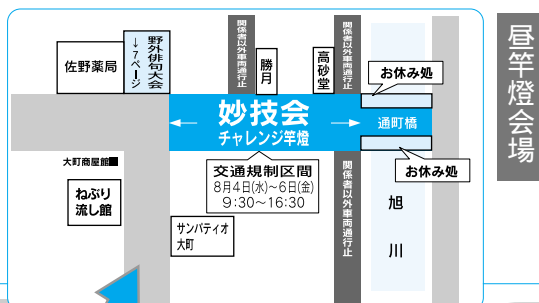 昼竿燈会場
野外俳句大会
→7ページ
佐野薬局
関係者以外車両通行止
勝月
高砂堂
関係者以外車両通行止
お休み処
妙技会
チャレンジ竿燈
通町橋
お休み処
大町商屋館■
交通規制区間
8月4日(水)~6日(金)
9:30~16:30
ねぶり
流し館
サンパティオ
大町
関係者以外車両通行止
旭川